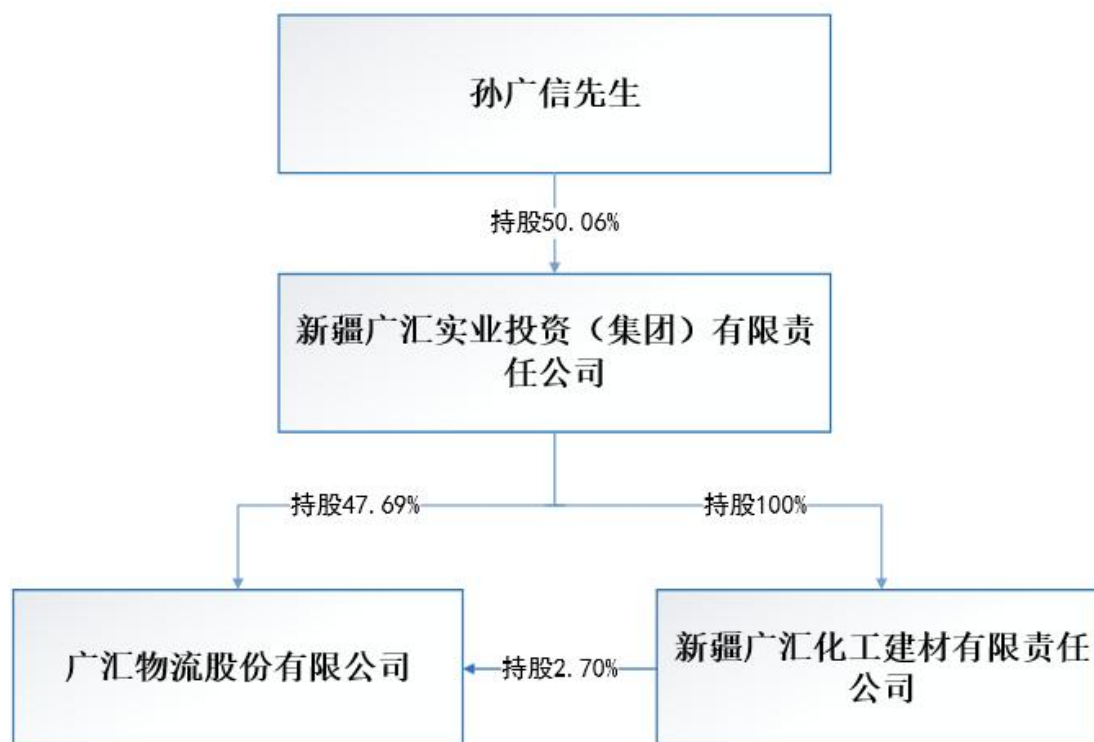 孙广信先生
持股50.06%
新疆广汇实业投资（集团）有限责
任公司
持股47.69%
持股100%
广汇物流股份有限公司
持股2.70%
新疆广汇化工建材有限责任
公司